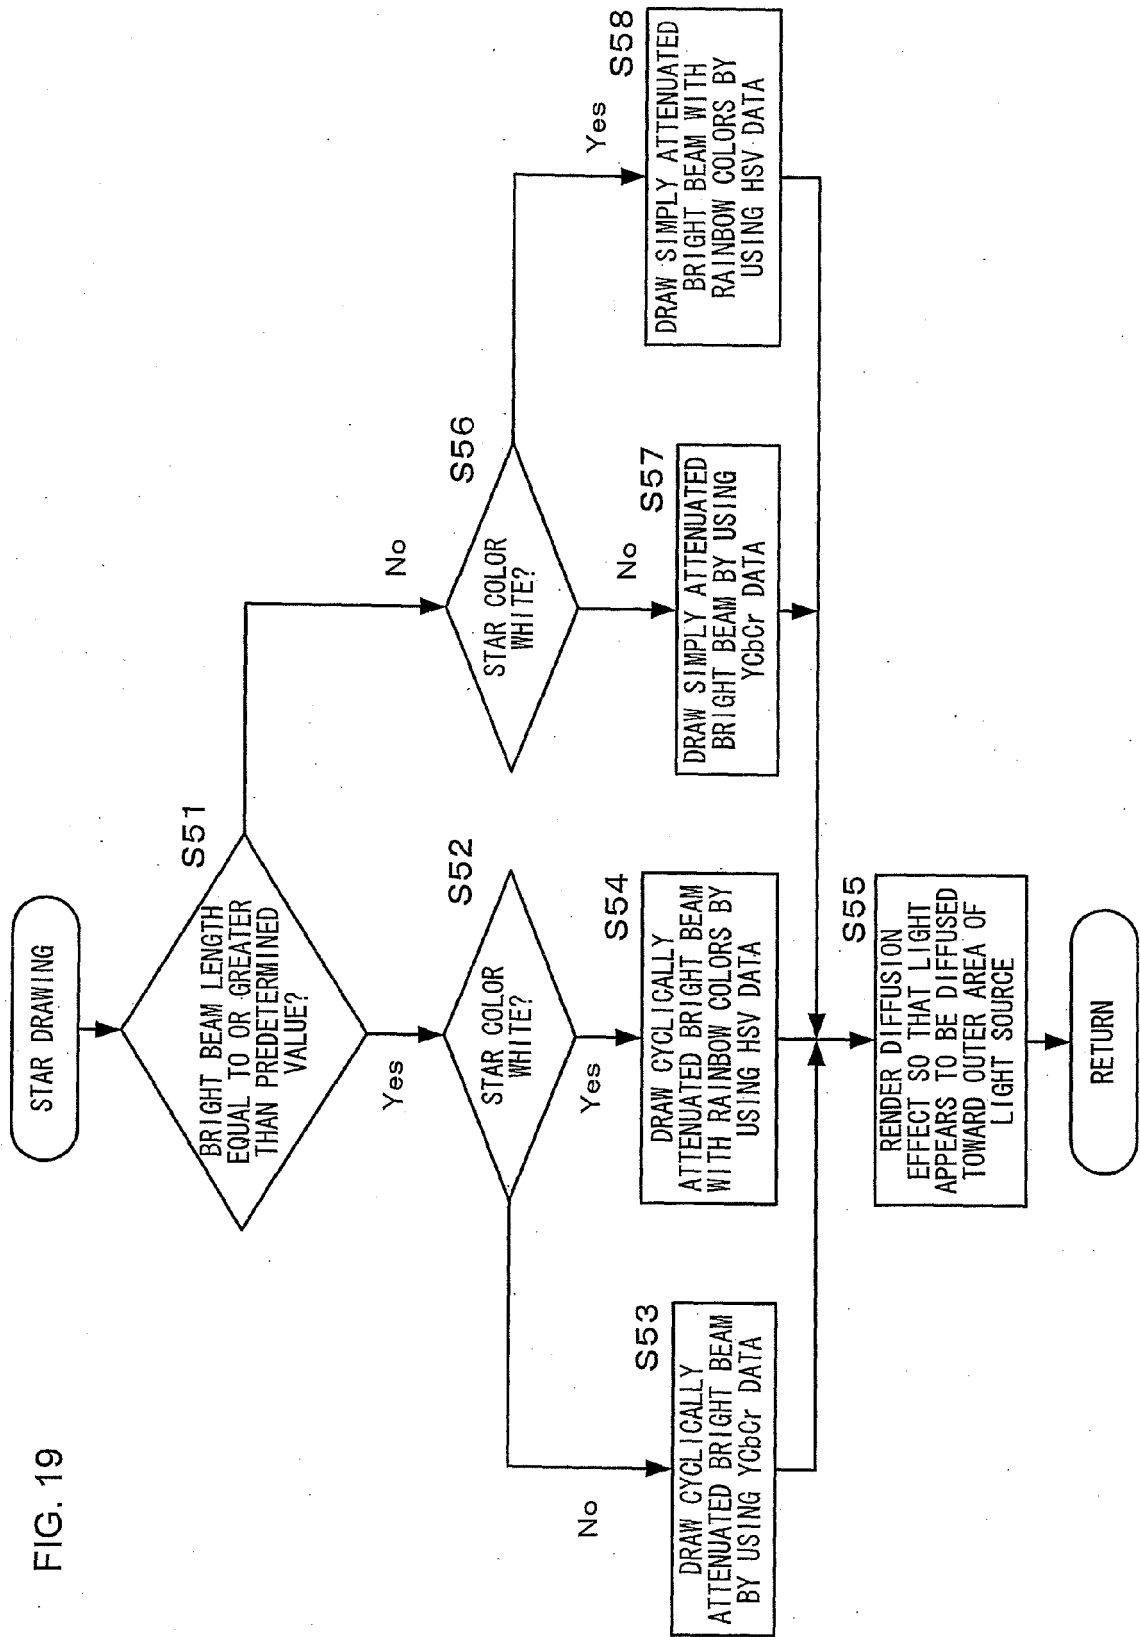 FIG. 19
STAR DRAWING
S51
BRIGHT BEAM LENGTH
EQUAL TO OR GREATER
THAN PREDETERMINED
VALUE?
Yes
No
S52
STAR COLOR
WHITE?
No
Yes
S53
DRAW CYCLICALLY
ATTENUATED BRIGHT BEAM
BY USING YCbCr DATA
S54
DRAW CYCLICALLY
ATTENUATED BRIGHT BEAM
WITH RAINBOW COLORS BY
USING HSV DATA
S56
STAR COLOR
WHITE?
No
Yes
S57
DRAW SIMPLY ATTENUATED
BRIGHT BEAM BY USING
YCbCr DATA
S58
DRAW SIMPLY ATTENUATED
BRIGHT BEAM WITH
RAINBOW COLORS BY
USING HSV DATA
S55
RENDER DIFFUSION
EFFECT SO THAT LIGHT
APPEARS TO BE DIFFUSED
TOWARD OUTER AREA OF
LIGHT SOURCE
RETURN